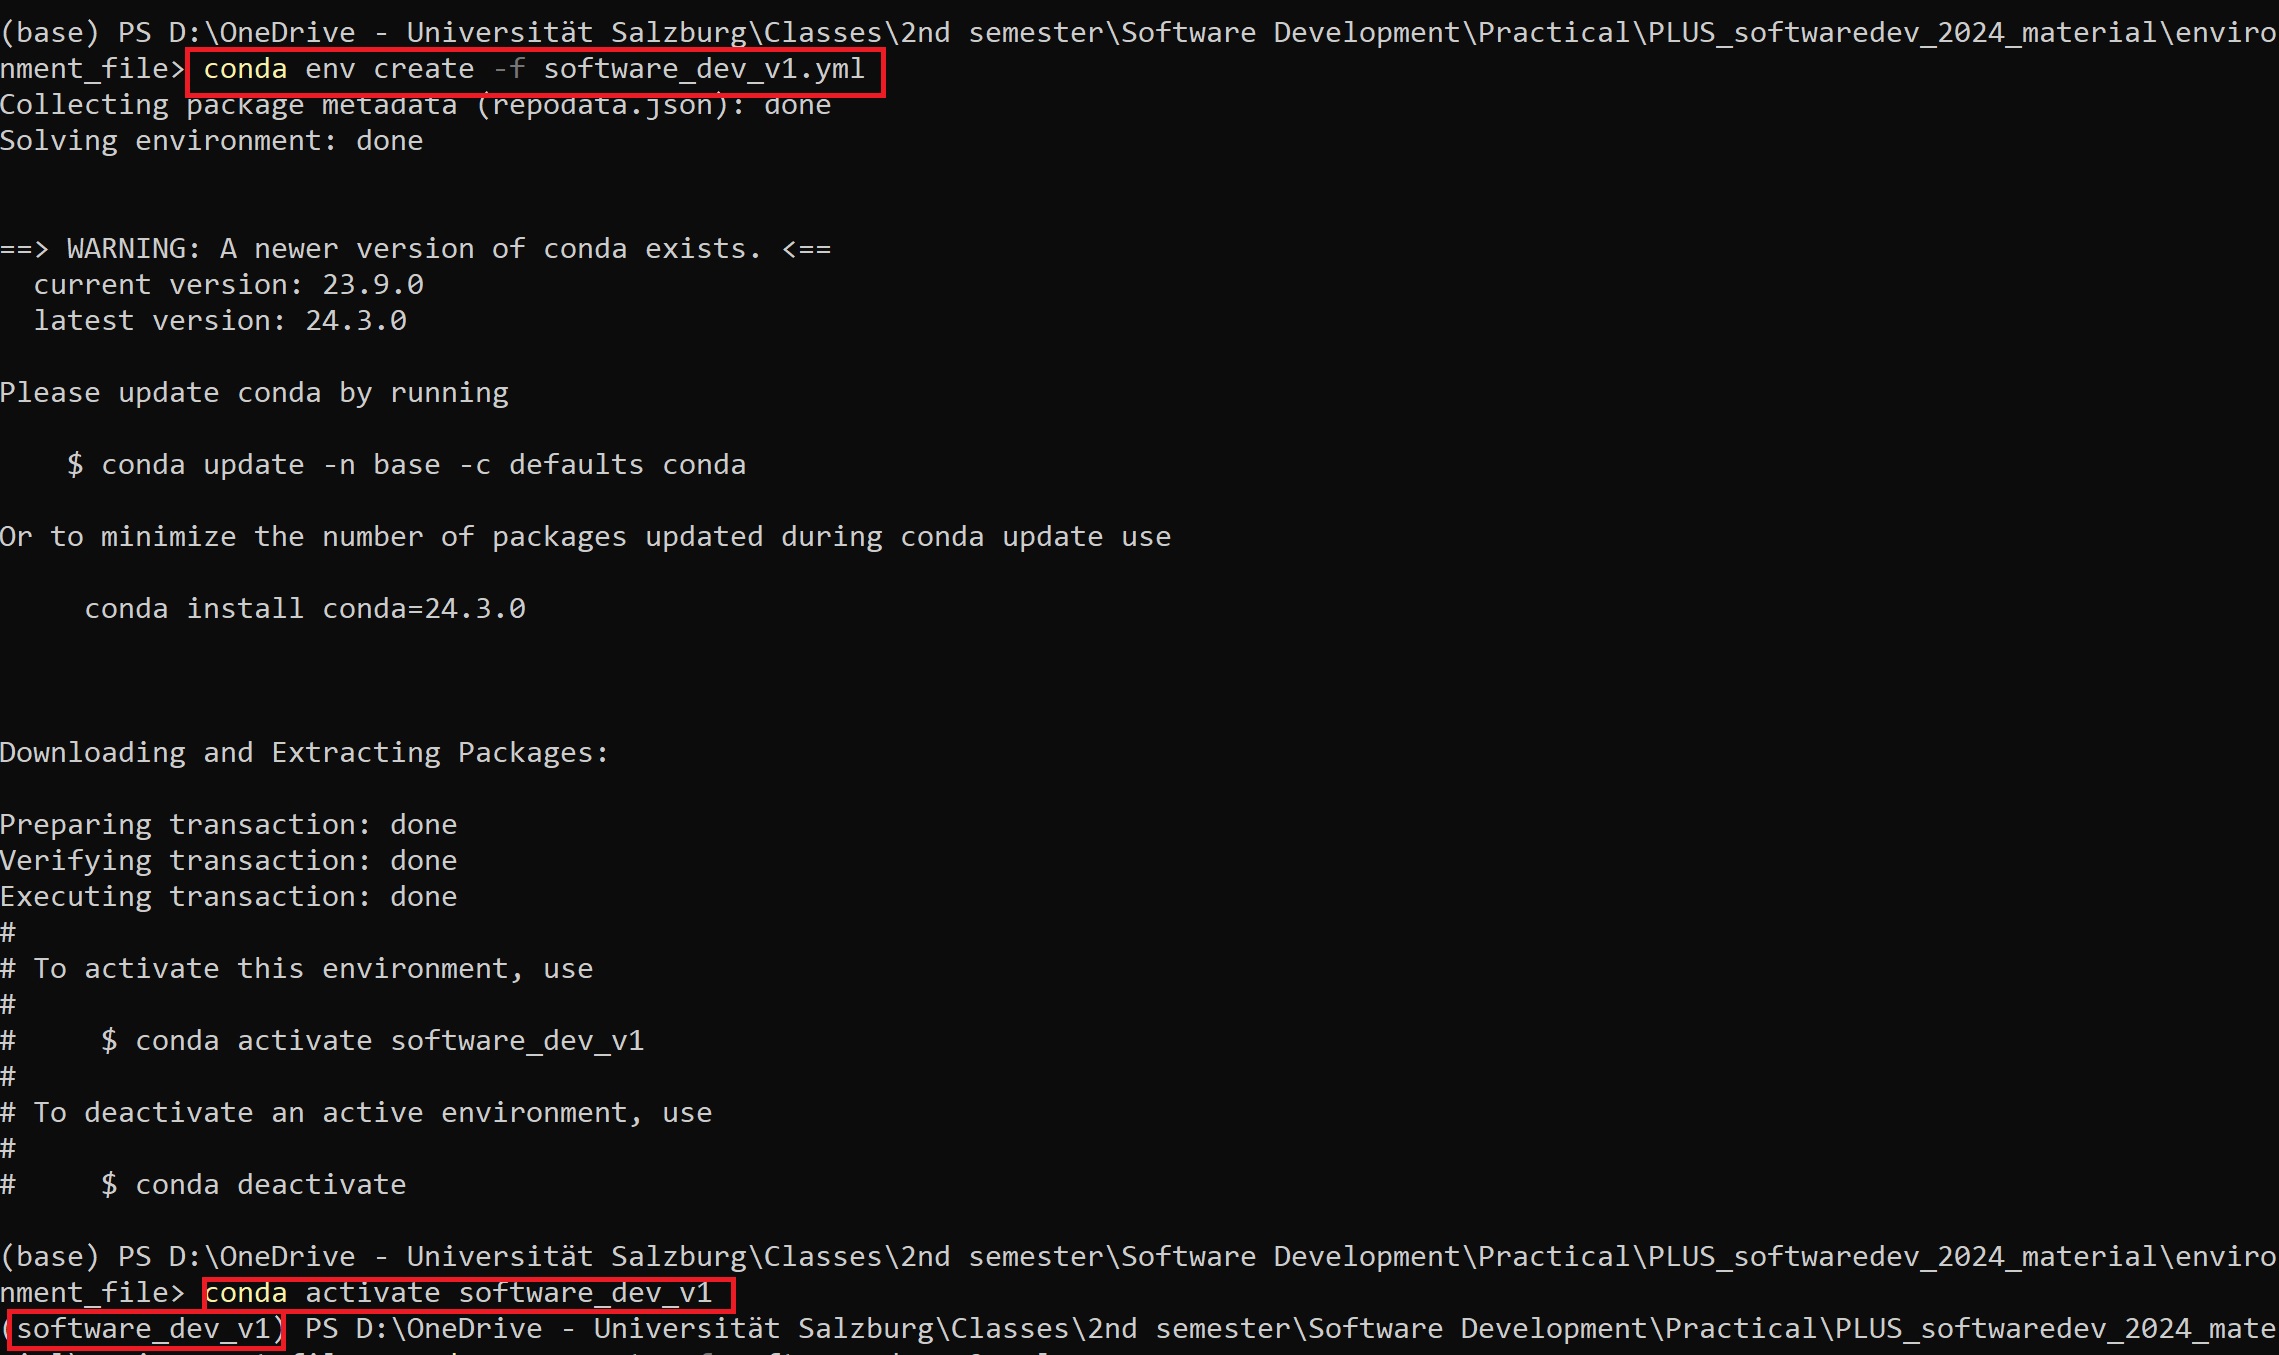 (base) PS D:\OneDrive - Universität Salzburg\Classes\2nd semester\Software Development\Practical\PLUS_softwaredev_2024_material\enviro
nment_file> conda env create -f software_dev_v1.yml
Collecting package metadata (repodata.json): done
Solving environment: done
==> WARNING: A newer version of conda exists. <==
  current version: 23.9.0
  latest version: 24.3.0
Please update conda by running
    $ conda update -n base -c defaults conda
Or to minimize the number of packages updated during conda update use
     conda install conda=24.3.0
Downloading and Extracting Packages:
Preparing transaction: done
Verifying transaction: done
Executing transaction: done
#
# To activate this environment, use
#
#     $ conda activate software_dev_v1
#
# To deactivate an active environment, use
#
#     $ conda deactivate
(base) PS D:\OneDrive - Universität Salzburg\Classes\2nd semester\Software Development\Practical\PLUS_softwaredev_2024_material\enviro
nment_file> conda activate software_dev_v1
(software_dev_v1) PS D:\OneDrive - Universität Salzburg\Classes\2nd semester\Software Development\Practical\PLUS_softwaredev_2024_mate